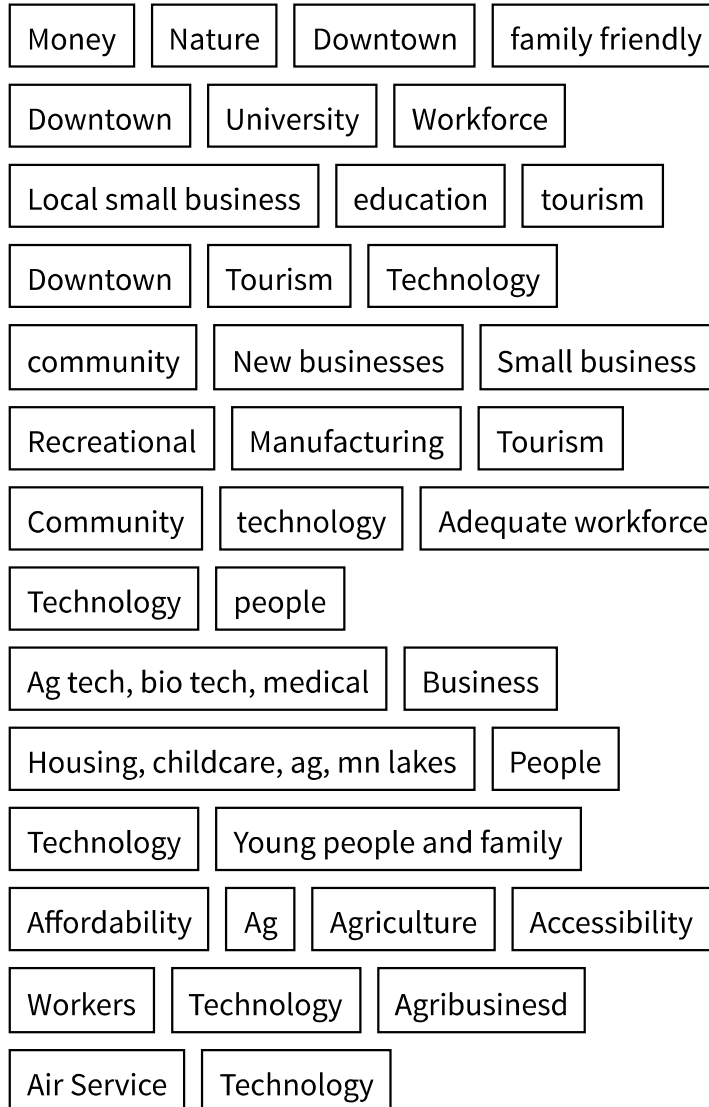 Money Nature Downtown family friendly
Downtown University Workforce
Local small business education tourism
Downtown Tourism Technology
community New businesses Small business
Recreational Manufacturing Tourism
Community technology Adequate workforce
Technology people
Ag tech, bio tech, medical Business
Housing, childcare, ag, mn lakes People
Technology Young people and family
Affordability Ag Agriculture Accessibility
Workers Technology Agribusinesd
Air Service Technology